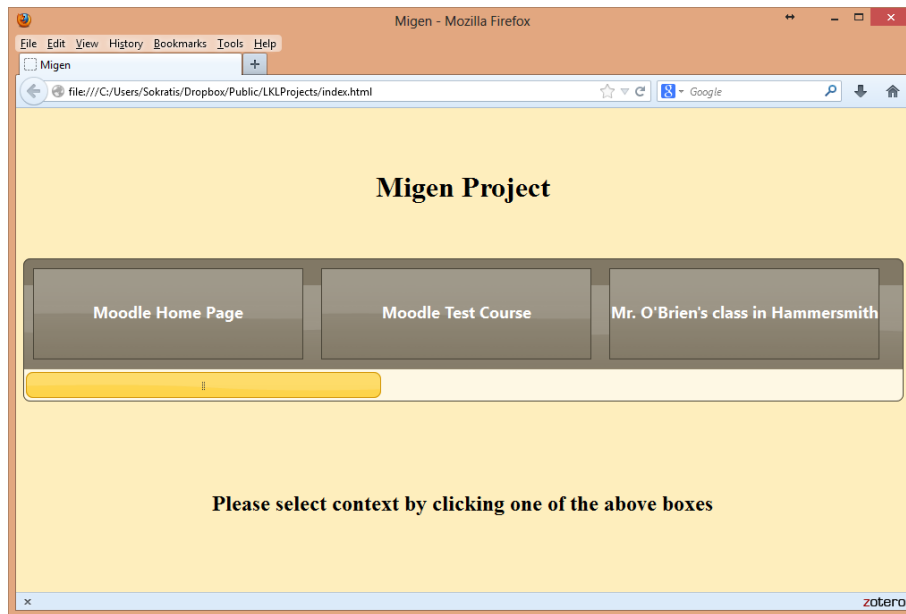 Migen - Mozilla Firefox
File Edit View History Bookmarks Tools Help
Migen
file:///C:/Users/Sokratis/Dropbox/Public/LKLProjects/index.html
Google
Migen Project
Moodle Home Page
Moodle Test Course
Mr. O'Brien's class in Hammersmith
Please select context by clicking one of the above boxes
zotero